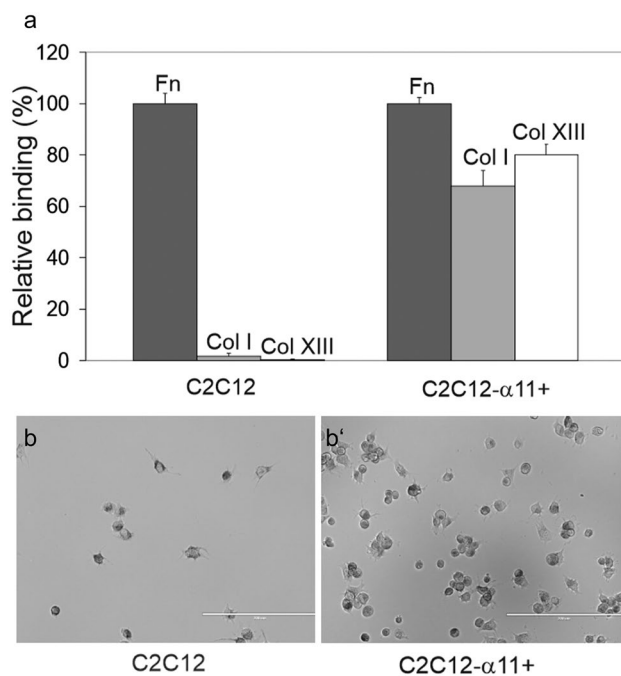 a
Relative binding (%)
120
100
80
60
40
20
0
Fn
Col I
Col XIII
Fn
Col I
Col XIII
C2C12
C2C12-α11+
b
b‘
C2C12
C2C12-α11+